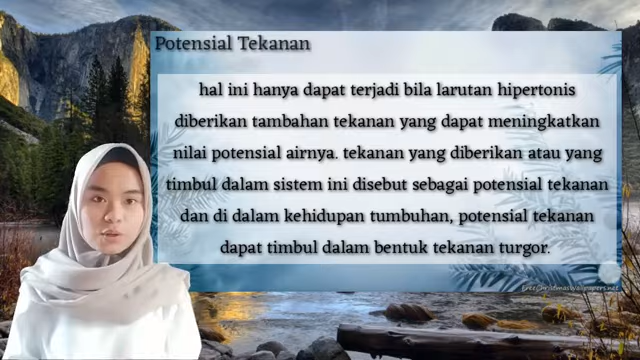 Potensial Tekanan
hal ini hanya dapat terjadi bila larutan hipertonis
diberikan tambahan tekanan yang dapat meningkatkan
nilai potensial airnya. tekanan yang diberikan atau yang
timbul dalam sistem ini disebut sebagai potensial tekanan
dan di dalam kehidupan tumbuhan, potensial tekanan
dapat timbul dalam bentuk tekanan turgor.
FreeChristmasWallpapers.net